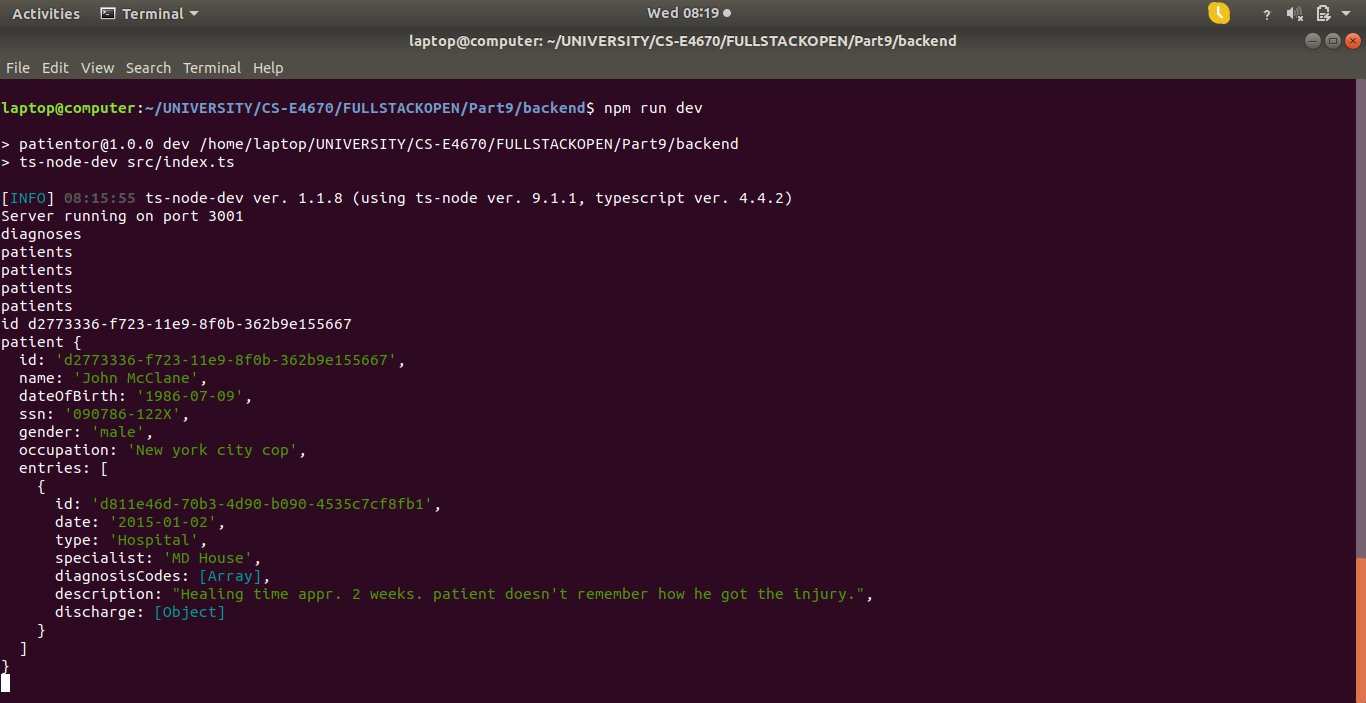 Activities Terminal Wed 08:19 ?
laptop@computer: ~/UNIVERSITY/CS-E4670/FULLSTACKOPEN/Part9/backend
File Edit View Search Terminal Help
laptop@computer:~/UNIVERSITY/CS-E4670/FULLSTACKOPEN/Part9/backend$ npm run dev
> patientor@1.0.0 dev /home/laptop/UNIVERSITY/CS-E4670/FULLSTACKOPEN/Part9/backend
> ts-node-dev src/index.ts
[INFO] 08:15:55 ts-node-dev ver. 1.1.8 (using ts-node ver. 9.1.1, typescript ver. 4.4.2)
Server running on port 3001
diagnoses
patients
patients
patients
patients
id d2773336-f723-11e9-8f0b-362b9e155667
patient {
  id: 'd2773336-f723-11e9-8f0b-362b9e155667',
  name: 'John McClane',
  dateOfBirth: '1986-07-09',
  ssn: '090786-122X',
  gender: 'male',
  occupation: 'New york city cop',
  entries: [
    {
      id: 'd811e46d-70b3-4d90-b090-4535c7cf8fb1',
      date: '2015-01-02',
      type: 'Hospital',
      specialist: 'MD House',
      diagnosisCodes: [Array],
      description: "Healing time appr. 2 weeks. patient doesn't remember how he got the injury.",
      discharge: [Object]
    }
  ]
}